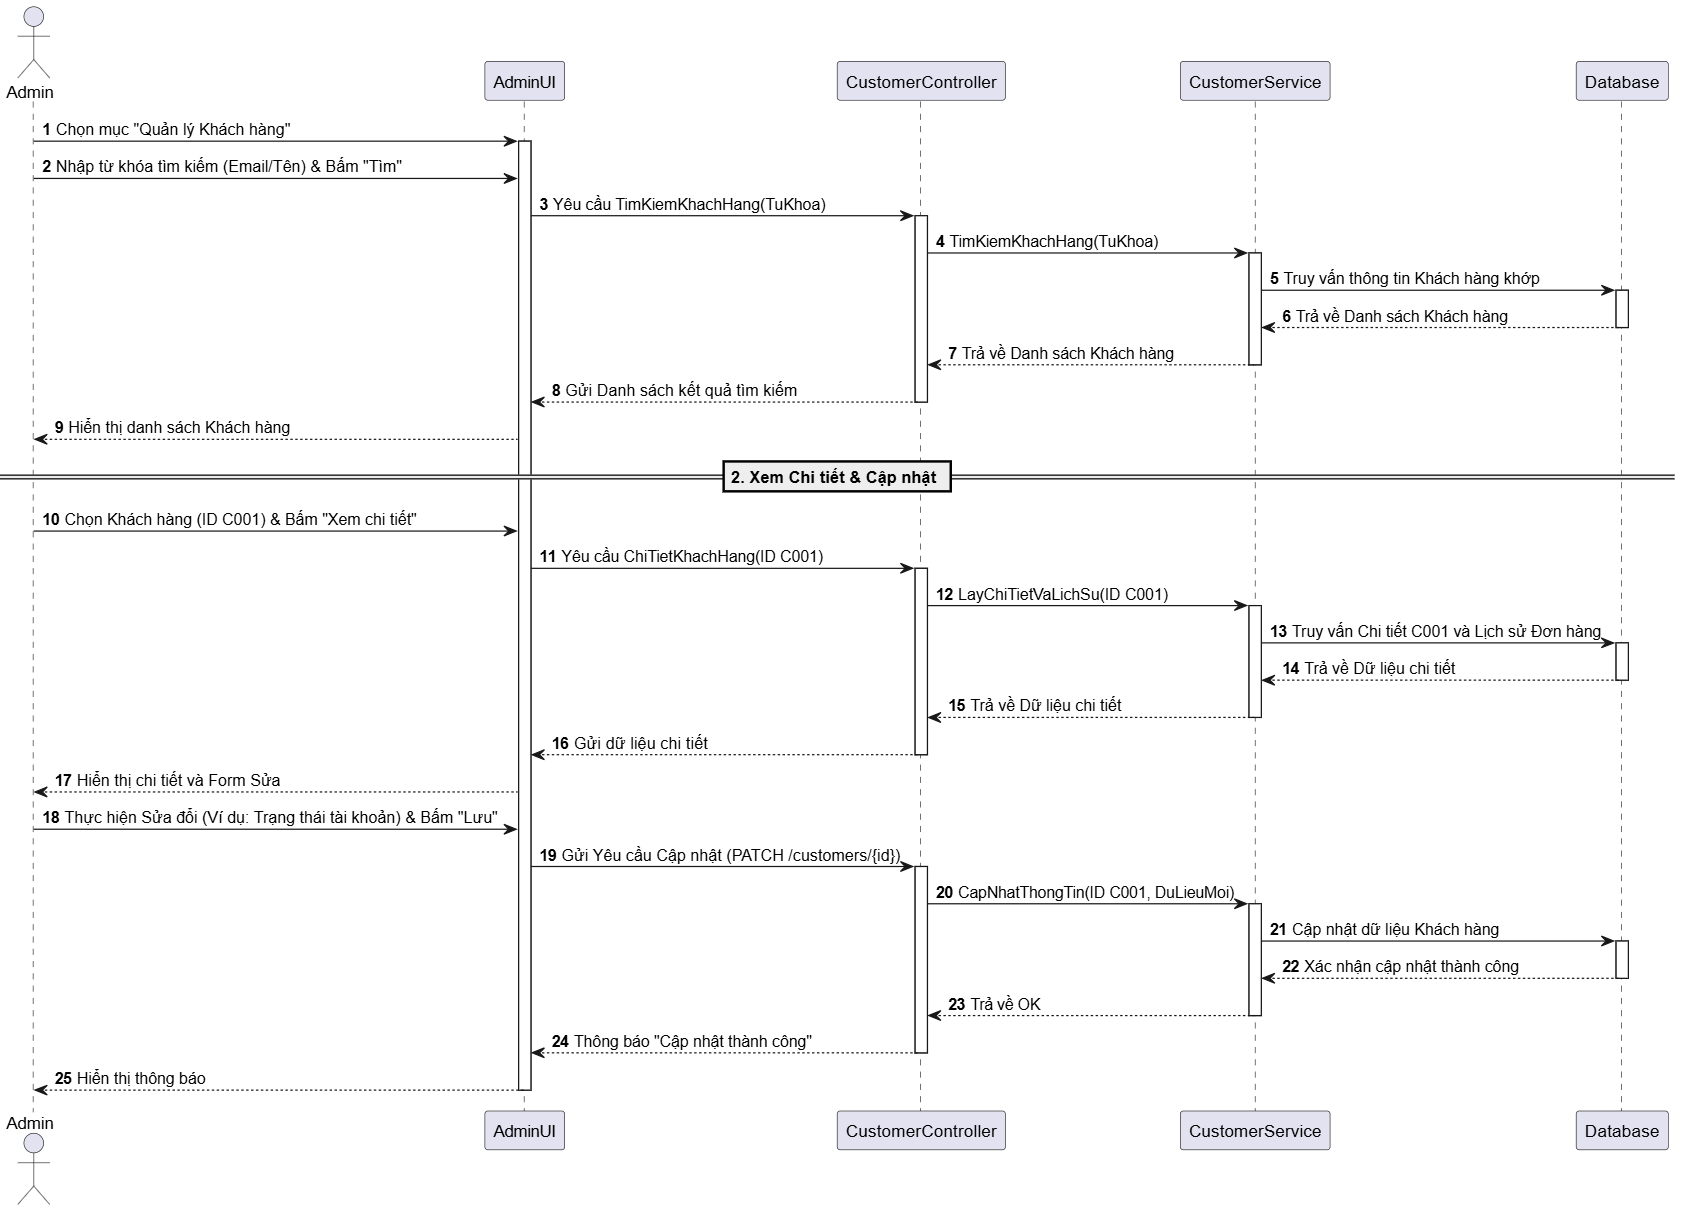 Admin
AdminUI
CustomerController
CustomerService
Database
1 Chọn mục "Quản lý Khách hàng"
2 Nhập từ khóa tìm kiếm (Email/Tên) & Bấm "Tìm"
3 Yêu cầu TimKiemKhachHang(TuKhoa)
4 TimKiemKhachHang(TuKhoa)
5 Truy vấn thông tin Khách hàng khớp
6 Trả về Danh sách Khách hàng
7 Trả về Danh sách Khách hàng
8 Gửi Danh sách kết quả tìm kiếm
9 Hiển thị danh sách Khách hàng
2. Xem Chi tiết & Cập nhật
10 Chọn Khách hàng (ID C001) & Bấm "Xem chi tiết"
11 Yêu cầu ChiTietKhachHang(ID C001)
12 LayChiTietVaLichSu(ID C001)
13 Truy vấn Chi tiết C001 và Lịch sử Đơn hàng
14 Trả về Dữ liệu chi tiết
15 Trả về Dữ liệu chi tiết
16 Gửi dữ liệu chi tiết
17 Hiển thị chi tiết và Form Sửa
18 Thực hiện Sửa đổi (Ví dụ: Trạng thái tài khoản) & Bấm "Lưu"
19 Gửi Yêu cầu Cập nhật (PATCH /customers/{id})
20 CapNhatThongTin(ID C001, DuLieuMoi)
21 Cập nhật dữ liệu Khách hàng
22 Xác nhận cập nhật thành công
23 Trả về OK
24 Thông báo "Cập nhật thành công"
25 Hiển thị thông báo
Admin
AdminUI
CustomerController
CustomerService
Database